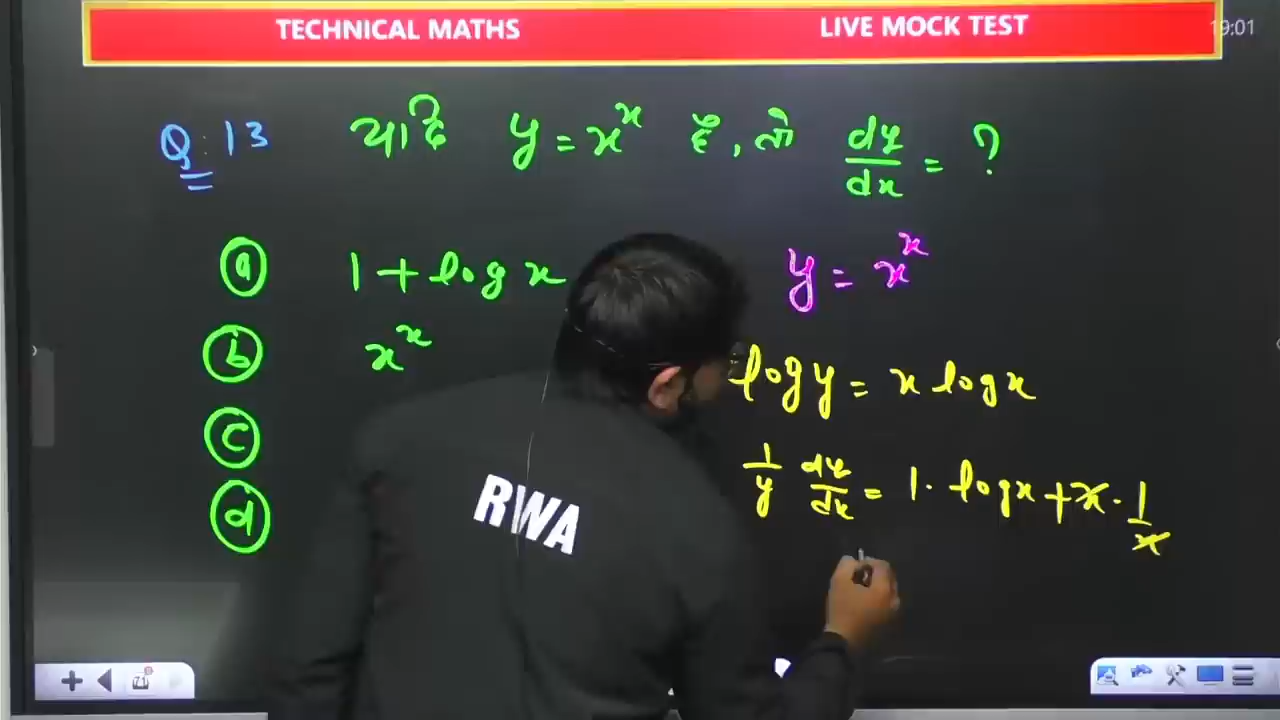 TECHNICAL MATHS
LIVE MOCK TEST
19:01
Q: 13 यदि y = x^x है, तो dy/dx = ?
a 1 + log x
b x^x
c
d
y = x^x
log y = x log x
1/y dy/dx = 1 · log x + x · 1/x
RWA